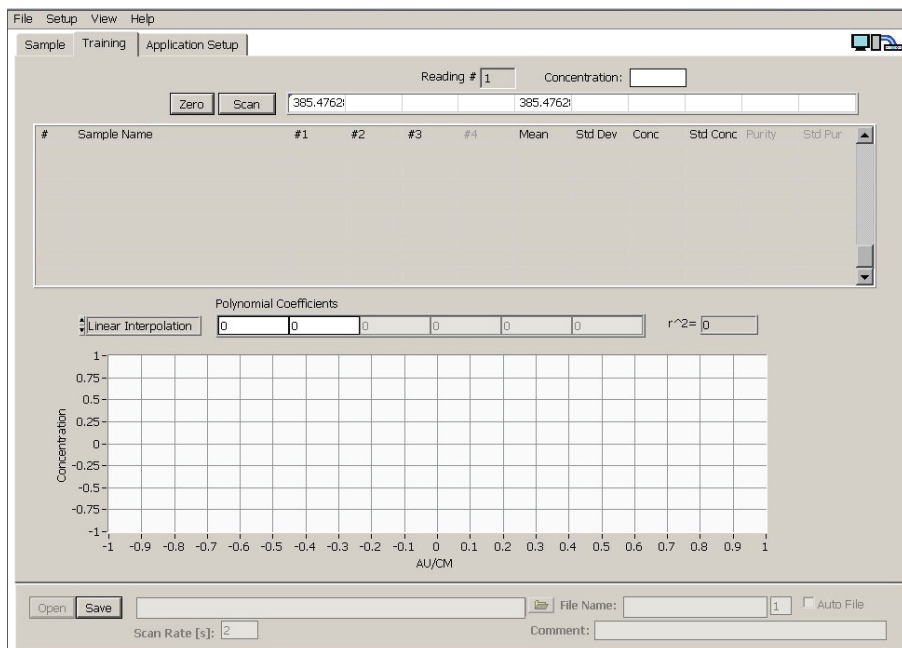 File Setup View Help
Sample Training Application Setup
Reading # 1 Concentration:
Zero Scan 385.4762 385.4762
# Sample Name #1 #2 #3 #4 Mean Std Dev Conc Std Conc Purity Std Pur
Polynomial Coefficients
Linear Interpolation 0 0 0 0 0 0 r^2= 0
1
0.75
0.5
0.25
0
-0.25
-0.5
-0.75
-1
Concentration
-1 -0.9 -0.8 -0.7 -0.6 -0.5 -0.4 -0.3 -0.2 -0.1 0 0.1 0.2 0.3 0.4 0.5 0.6 0.7 0.8 0.9 1
AU/CM
Open Save File Name: 1 Auto File
Scan Rate [s]: 2 Comment: